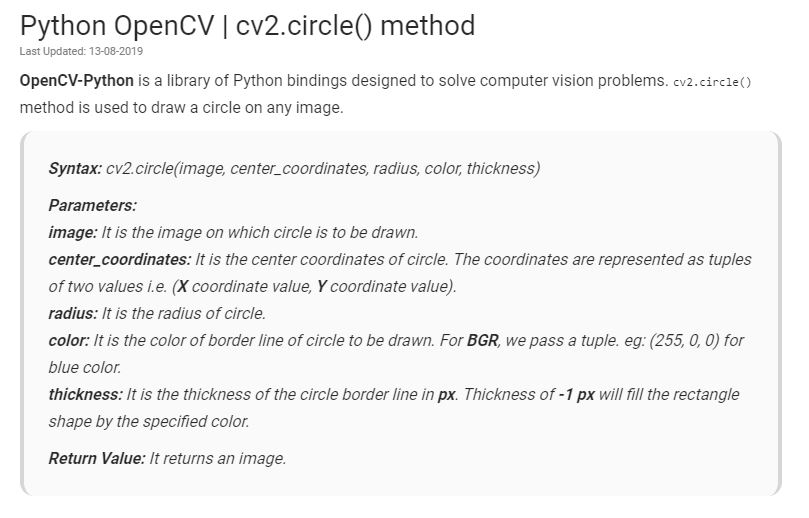 Python OpenCV | cv2.circle() method
Last Updated: 13-08-2019
OpenCV-Python is a library of Python bindings designed to solve computer vision problems. cv2.circle()
method is used to draw a circle on any image.
Syntax: cv2.circle(image, center_coordinates, radius, color, thickness)
Parameters:
image: It is the image on which circle is to be drawn.
center_coordinates: It is the center coordinates of circle. The coordinates are represented as tuples
of two values i.e. (X coordinate value, Y coordinate value).
radius: It is the radius of circle.
color: It is the color of border line of circle to be drawn. For BGR, we pass a tuple. eg: (255, 0, 0) for
blue color.
thickness: It is the thickness of the circle border line in px. Thickness of -1 px will fill the rectangle
shape by the specified color.
Return Value: It returns an image.